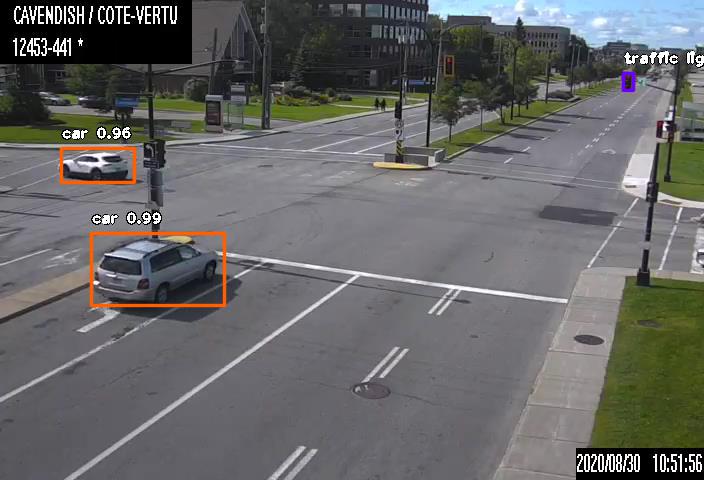 CAVENDISH / COTE-VERTU
12453-441 *
traffic lig
car 0.96
car 0.99
2020/08/30 10:51:56